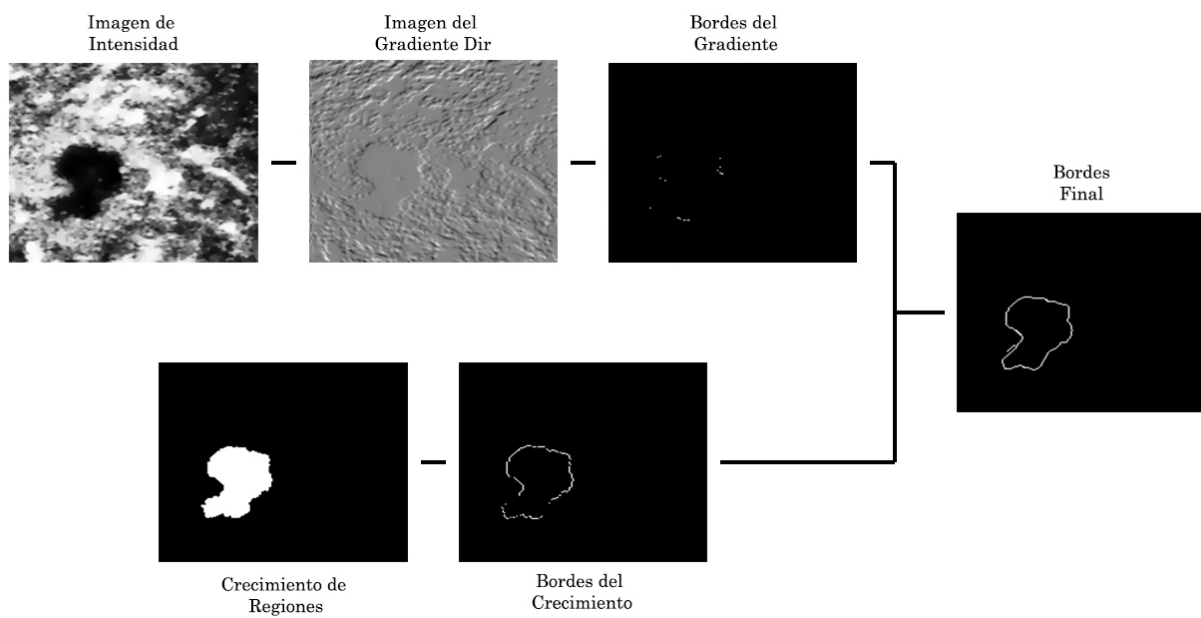 Imagen de
Intensidad
Imagen del
Gradiente Dir
Bordes del
Gradiente
Bordes
Final
Crecimiento de
Regiones
Bordes del
Crecimiento